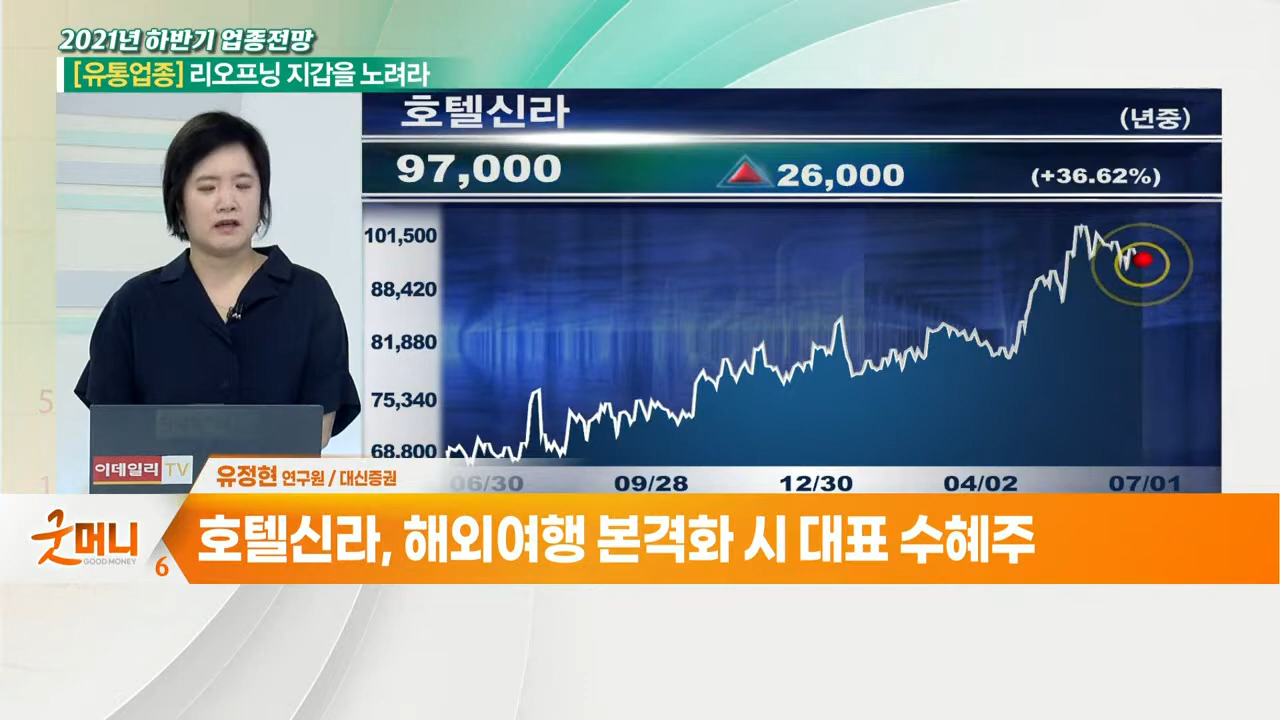 2021년 하반기 업종전망
[유통업종] 리오프닝 지갑을 노려라
호텔신라
(년중)
97,000
26,000
(+36.62%)
101,500
88,420
81,880
75,340
68,800
06/30
09/28
12/30
04/02
07/01
5
1
이데일리 TV
유정현 연구원 / 대신증권
굿머니
GOOD MONEY
6
호텔신라, 해외여행 본격화 시 대표 수혜주